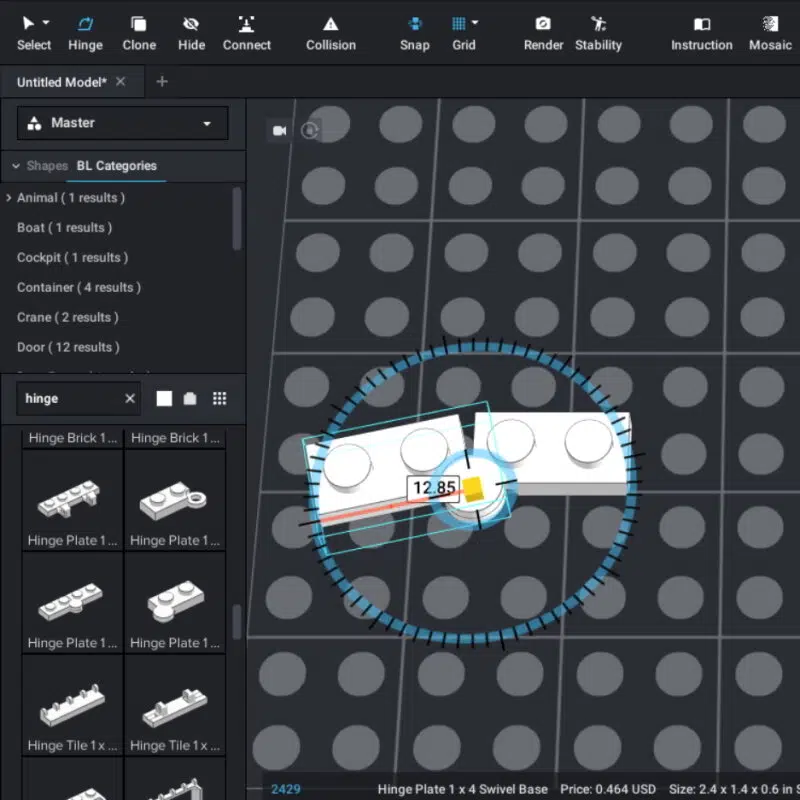 Select Hinge Clone Hide Connect Collision Snap Grid Render Stability Instruction Mosaic
Untitled Model*
Master
Shapes BL Categories
Animal ( 1 results )
Boat ( 1 results )
Cockpit ( 1 results )
Container ( 4 results )
Crane ( 2 results )
Door ( 12 results )
hinge
Hinge Brick 1... Hinge Brick 1...
Hinge Plate 1... Hinge Plate 1...
Hinge Plate 1... Hinge Plate 1...
Hinge Tile 1x... Hinge Tile 1x...
12.85
2429 Hinge Plate 1 x 4 Swivel Base Price: 0.464 USD Size: 2.4 x 1.4 x 0.6 in S